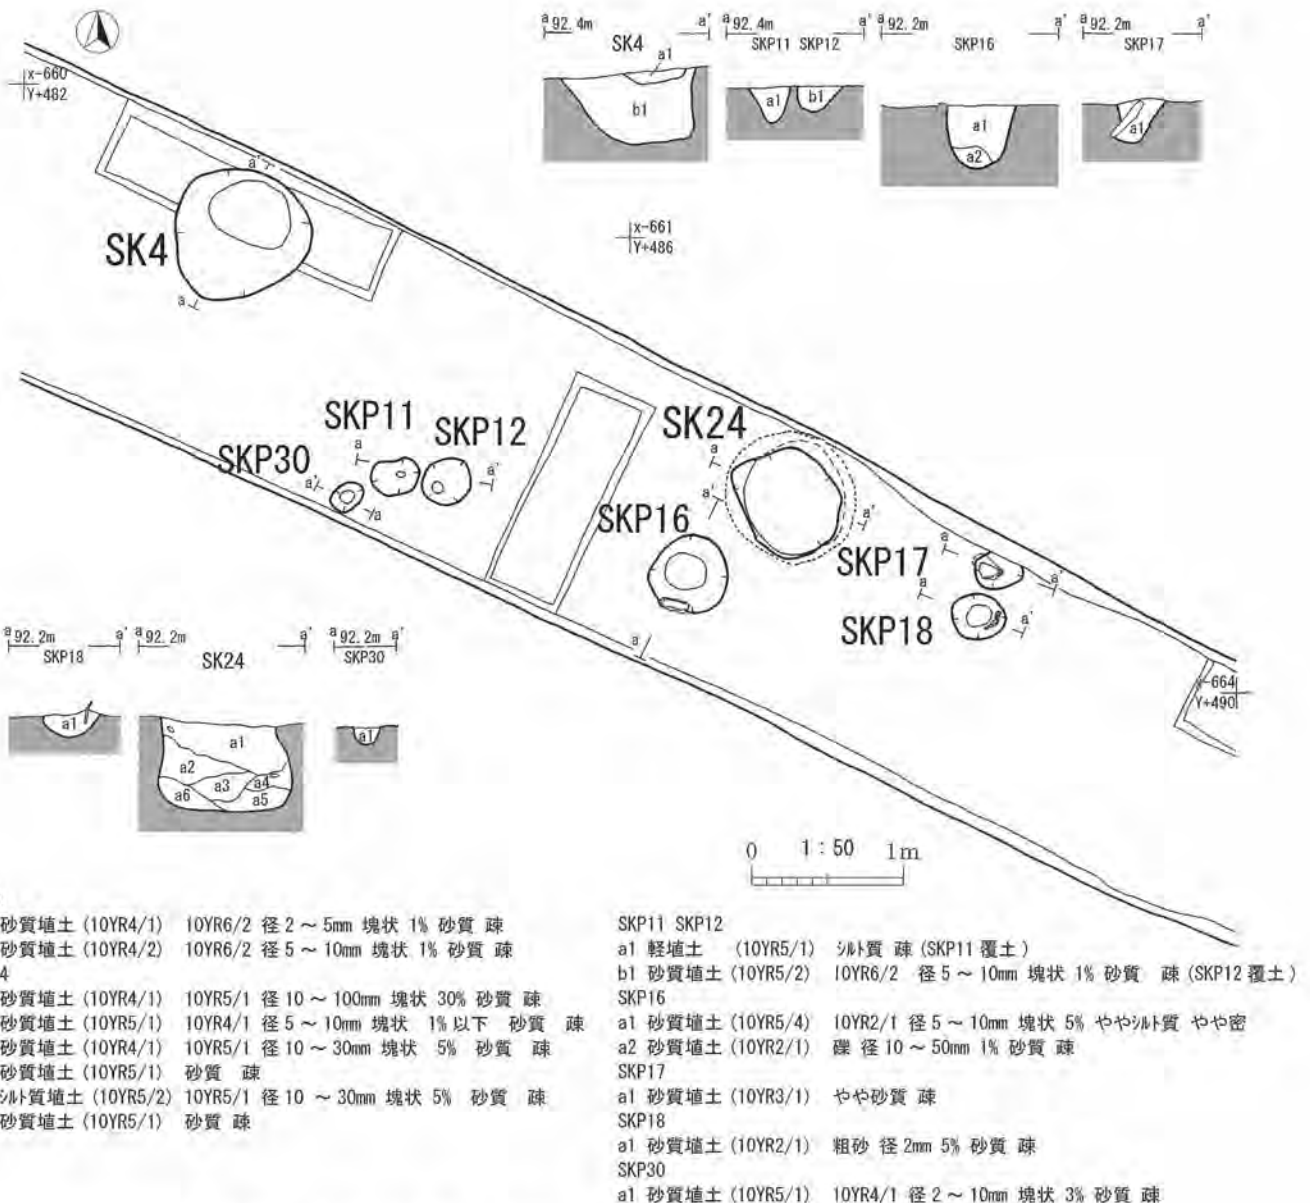 a 92.4m a'
SK4
a1
b1
a 92.4m a'
SKP11 SKP12
a1 b1
a 92.2m a'
SKP16
a1
a2
a 92.2m a'
SKP17
a1
x-660
Y+482
x-661
Y+486
a'
SK4
a
SKP11
a
SKP12
a'
SKP30
a'
a
SK24
a
a'
SKP16
a'
SKP17
a
a'
a
SKP18
a'
a
x-664
Y+490
a 92.2m a'
SKP18
a1
a 92.2m a'
SK24
a1
a2
a3
a4
a5
a6
a 92.2m a'
SKP30
a1
0 1:50 1m
砂質埴土 (10YR4/1) 10YR6/2 径 2 ～ 5mm 塊状 1% 砂質 疎
砂質埴土 (10YR4/2) 10YR6/2 径 5 ～ 10mm 塊状 1% 砂質 疎
4
砂質埴土 (10YR4/1) 10YR5/1 径 10 ～ 100mm 塊状 30% 砂質 疎
砂質埴土 (10YR5/1) 10YR4/1 径 5 ～ 10mm 塊状 1% 以下 砂質 疎
砂質埴土 (10YR4/1) 10YR5/1 径 10 ～ 30mm 塊状 5% 砂質 疎
砂質埴土 (10YR5/1) 砂質 疎
ｼﾙﾄ質埴土 (10YR5/2) 10YR5/1 径 10 ～ 30mm 塊状 5% 砂質 疎
砂質埴土 (10YR5/1) 砂質 疎
SKP11 SKP12
a1 軽埴土 (10YR5/1) ｼﾙﾄ質 疎 (SKP11 覆土)
b1 砂質埴土 (10YR5/2) 10YR6/2 径 5 ～ 10mm 塊状 1% 砂質 疎 (SKP12 覆土)
SKP16
a1 砂質埴土 (10YR5/4) 10YR2/1 径 5 ～ 10mm 塊状 5% ややｼﾙﾄ質 やや密
a2 砂質埴土 (10YR2/1) 礫 径 10 ～ 50mm 1% 砂質 疎
SKP17
a1 砂質埴土 (10YR3/1) やや砂質 疎
SKP18
a1 砂質埴土 (10YR2/1) 粗砂 径 2mm 5% 砂質 疎
SKP30
a1 砂質埴土 (10YR5/1) 10YR4/1 径 2 ～ 10mm 塊状 3% 砂質 疎